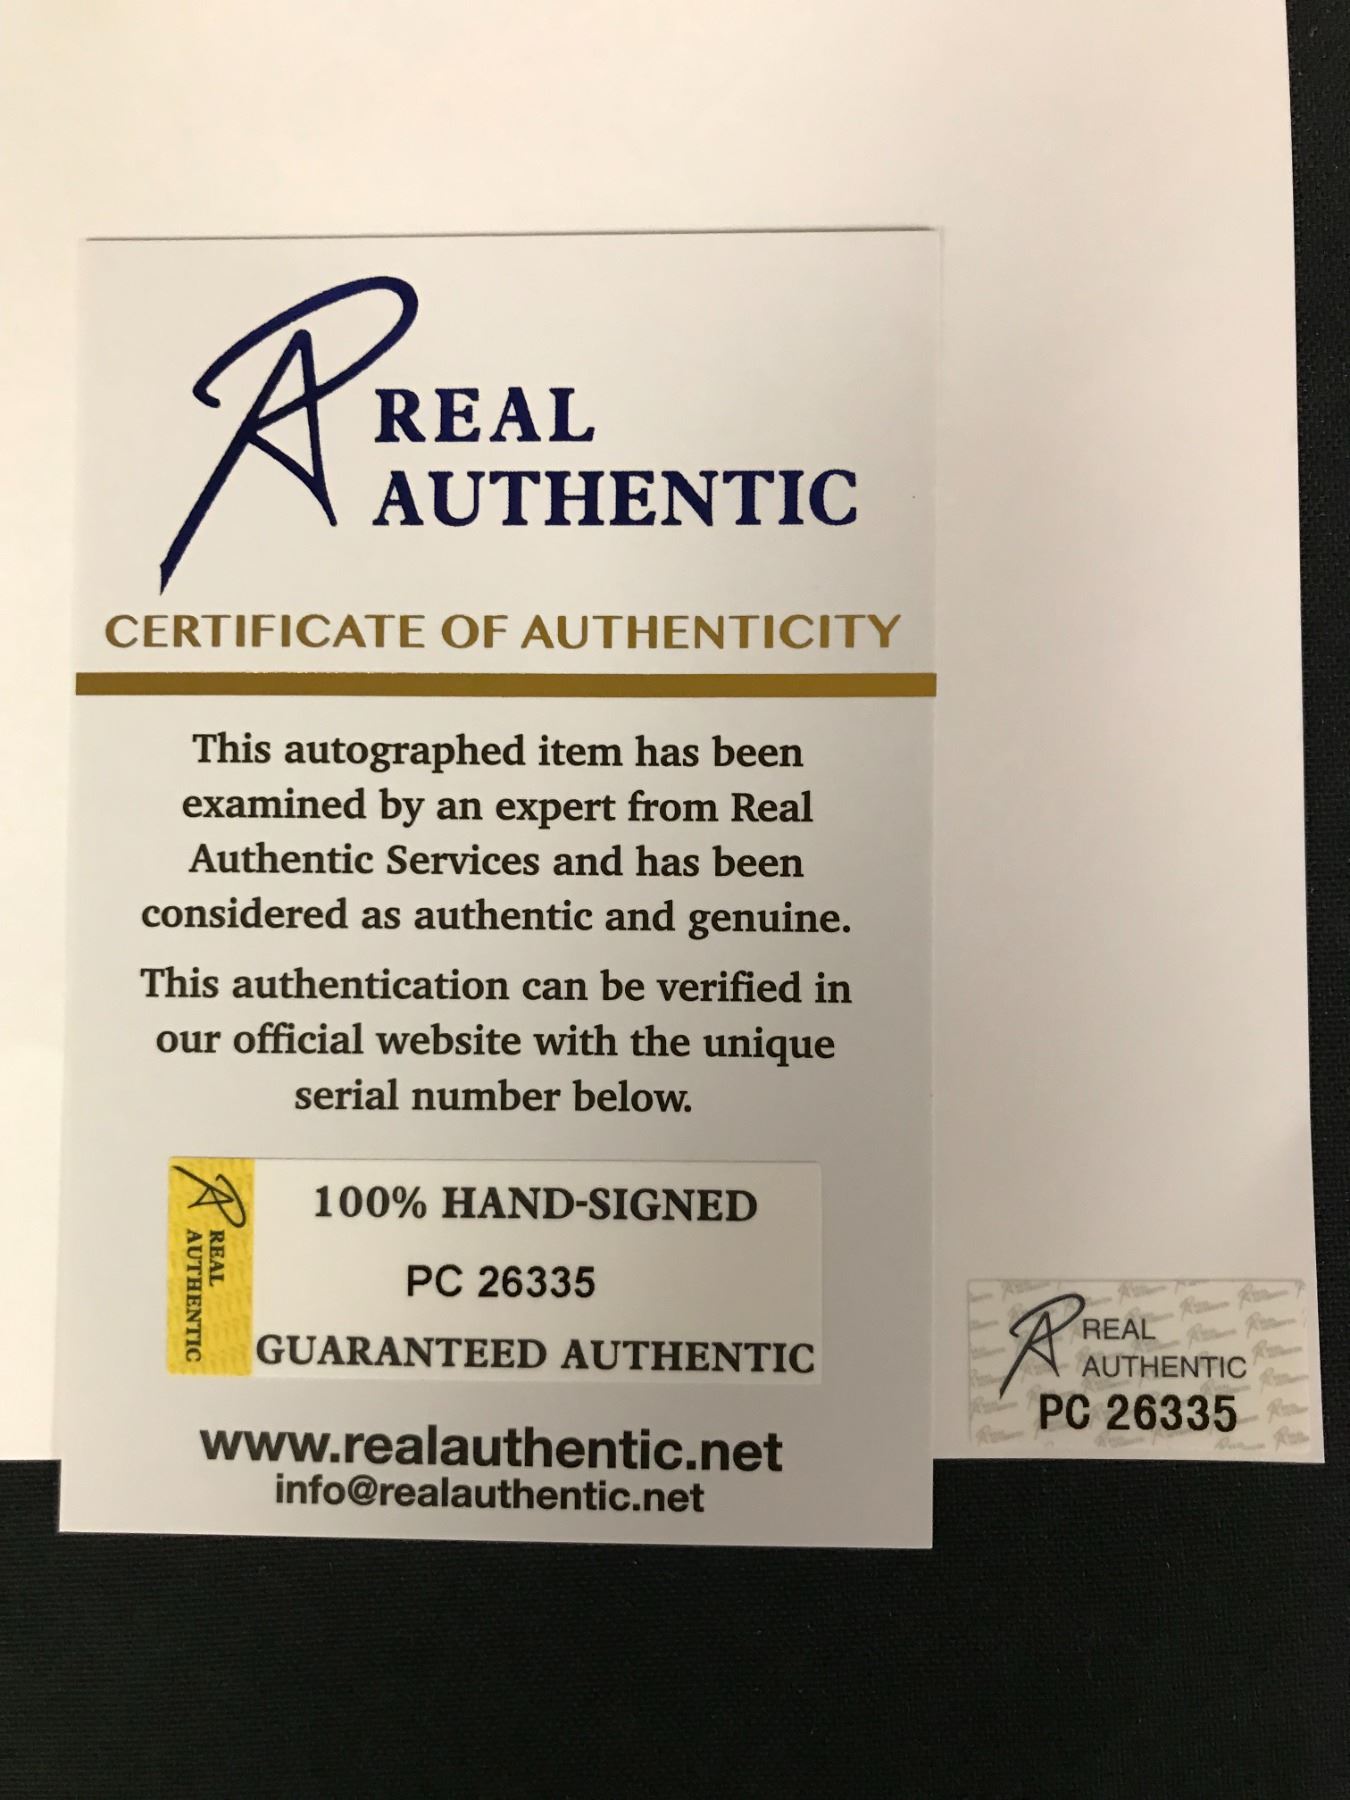 REAL
AUTHENTIC
CERTIFICATE OF AUTHENTICITY
This autographed item has been
examined by an expert from Real
Authentic Services and has been
considered as authentic and genuine.
This authentication can be verified in
our official website with the unique
serial number below.
REAL
AUTHENTIC
100% HAND-SIGNED
PC 26335
GUARANTEED AUTHENTIC
www.realauthentic.net
info@realauthentic.net
REAL
AUTHENTIC
PC 26335